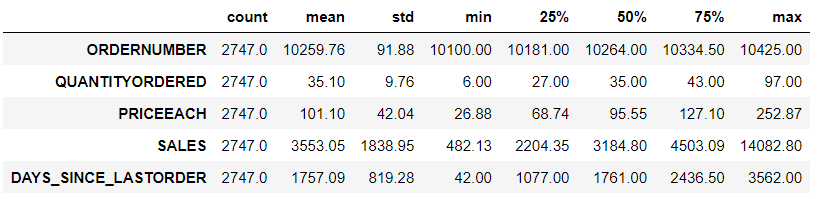 count mean std min 25% 50% 75% max
ORDERNUMBER 2747.0 10259.76 91.88 10100.00 10181.00 10264.00 10334.50 10425.00
QUANTITYORDERED 2747.0 35.10 9.76 6.00 27.00 35.00 43.00 97.00
PRICEEACH 2747.0 101.10 42.04 26.88 68.74 95.55 127.10 252.87
SALES 2747.0 3553.05 1838.95 482.13 2204.35 3184.80 4503.09 14082.80
DAYS_SINCE_LASTORDER 2747.0 1757.09 819.28 42.00 1077.00 1761.00 2436.50 3562.00